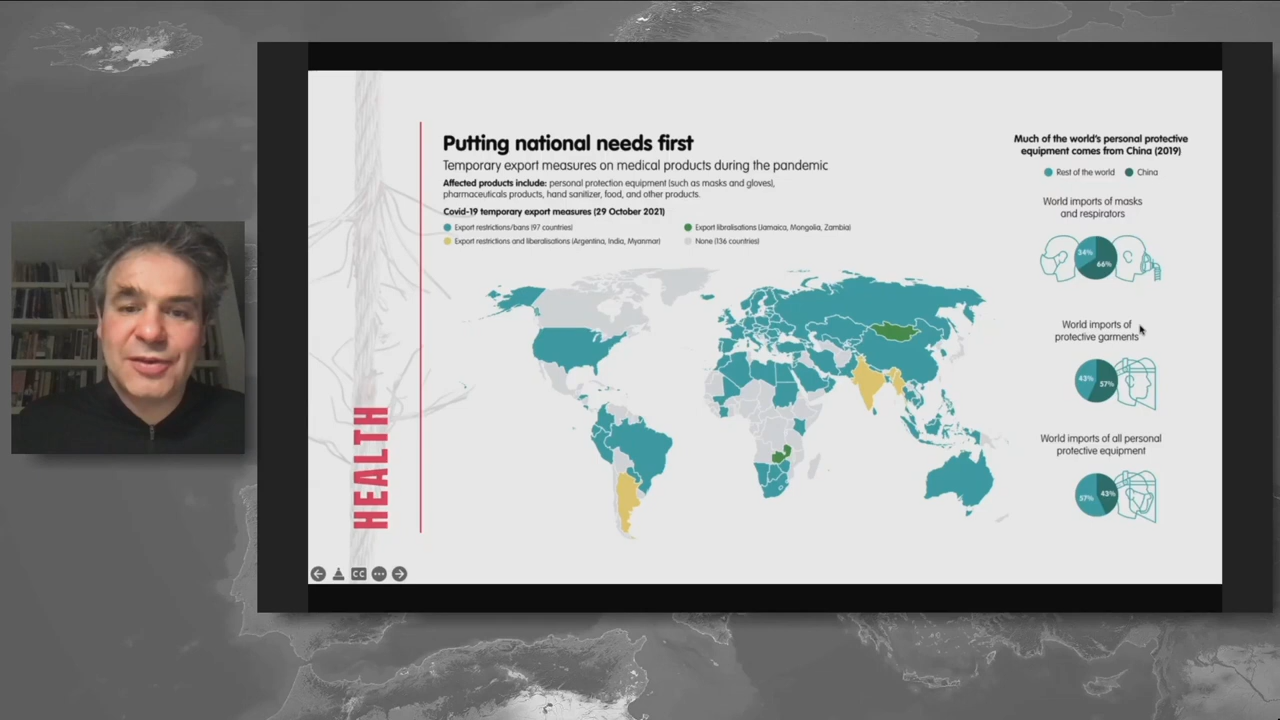 Putting national needs first
Temporary export measures on medical products during the pandemic
Affected products include: personal protection equipment (such as masks and gloves),
pharmaceuticals products, hand sanitizer, food, and other products.
Covid-19 temporary export measures (29 October 2021)
Export restrictions/bans (97 countries)
Export libralisations (Jamaica, Mongolia, Zambia)
Export restrictions and liberalisations (Argentina, India, Myanmar)
None (136 countries)
HEALTH
Much of the world's personal protective
equipment comes from China (2019)
Rest of the world
China
World imports of masks
and respirators
34%
66%
World imports of
protective garments
43%
57%
World imports of all personal
protective equipment
57%
43%
CC